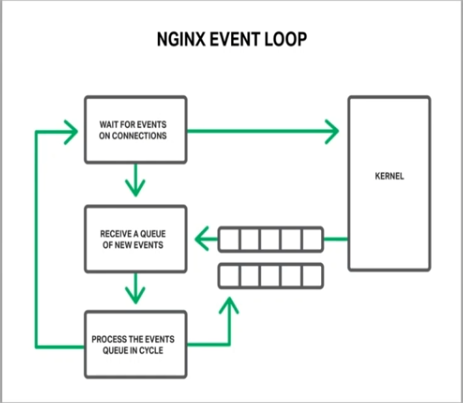 NGINX EVENT LOOP
WAIT FOR EVENTS
ON CONNECTIONS
KERNEL
RECEIVE A QUEUE
OF NEW EVENTS
PROCESS THE EVENTS
QUEUE IN CYCLE